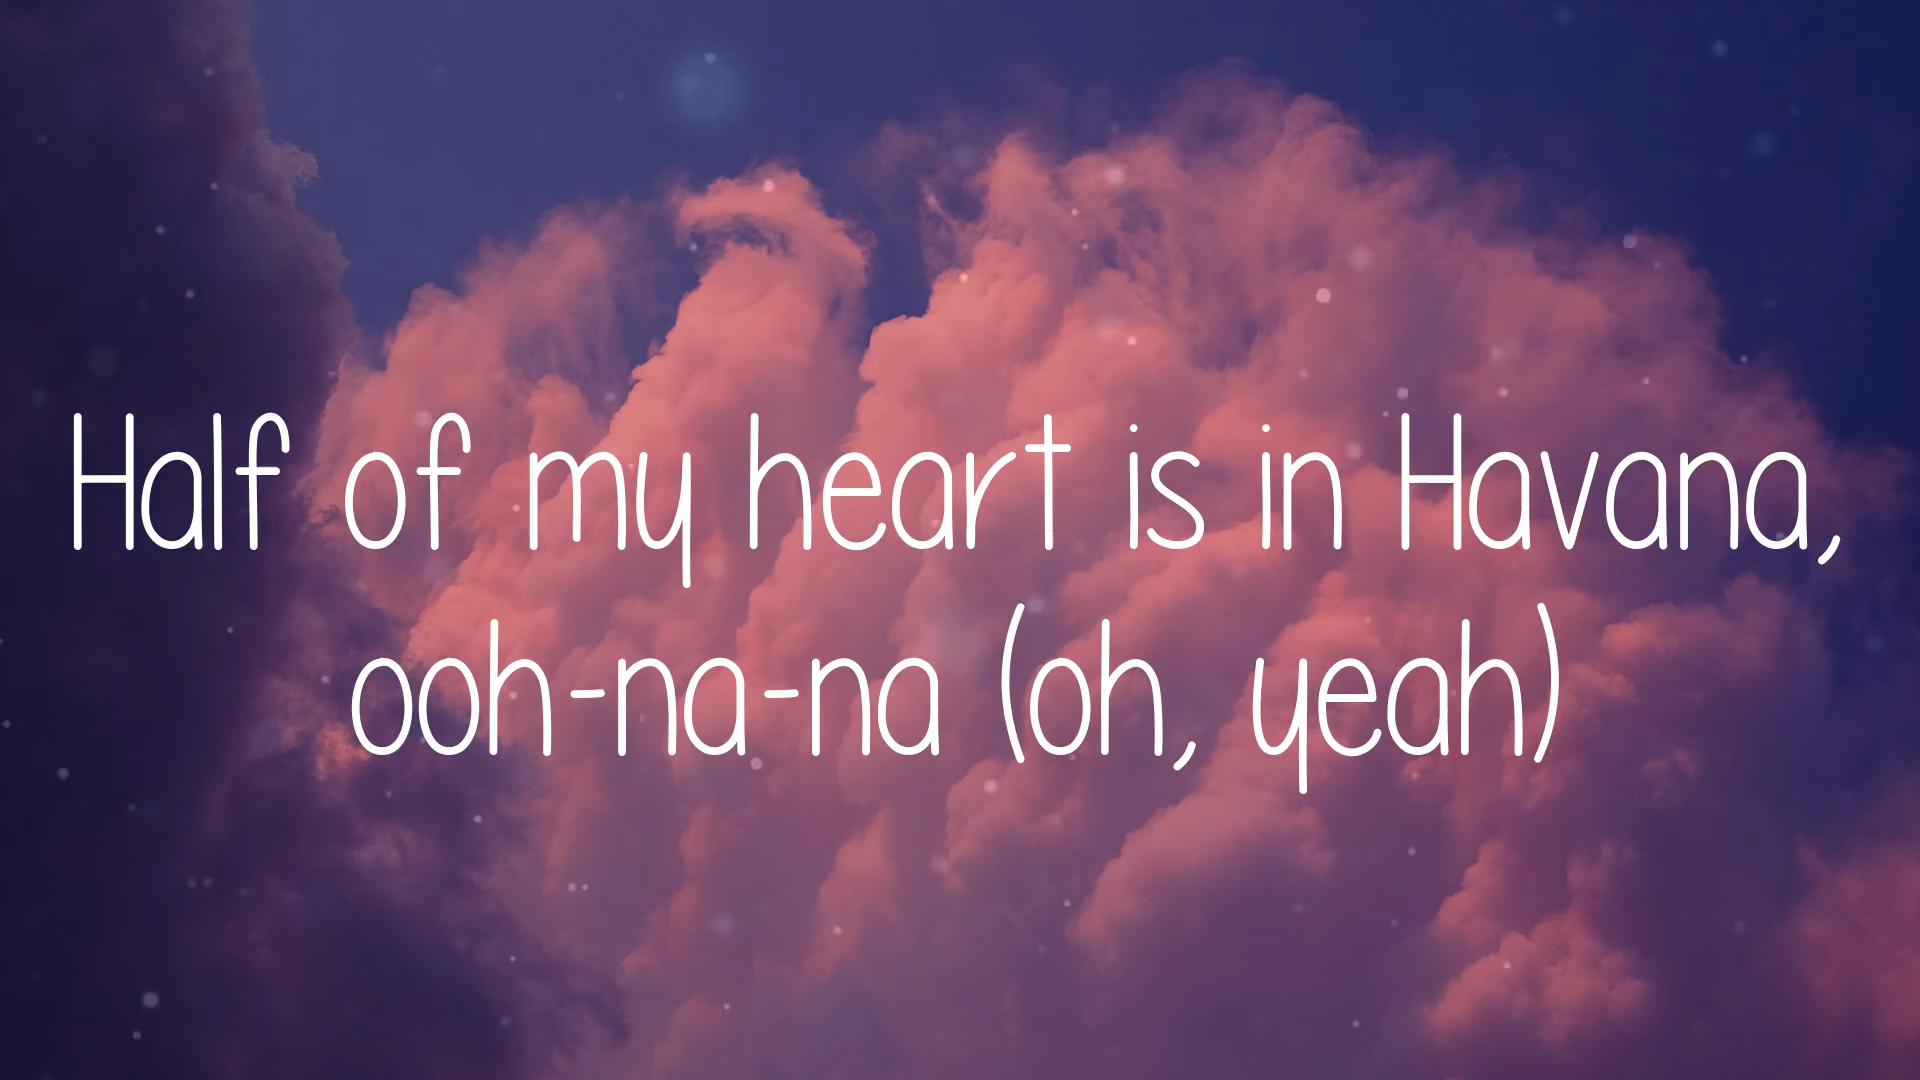 Half of my heart is in Havana,
ooh-na-na (oh, yeah)